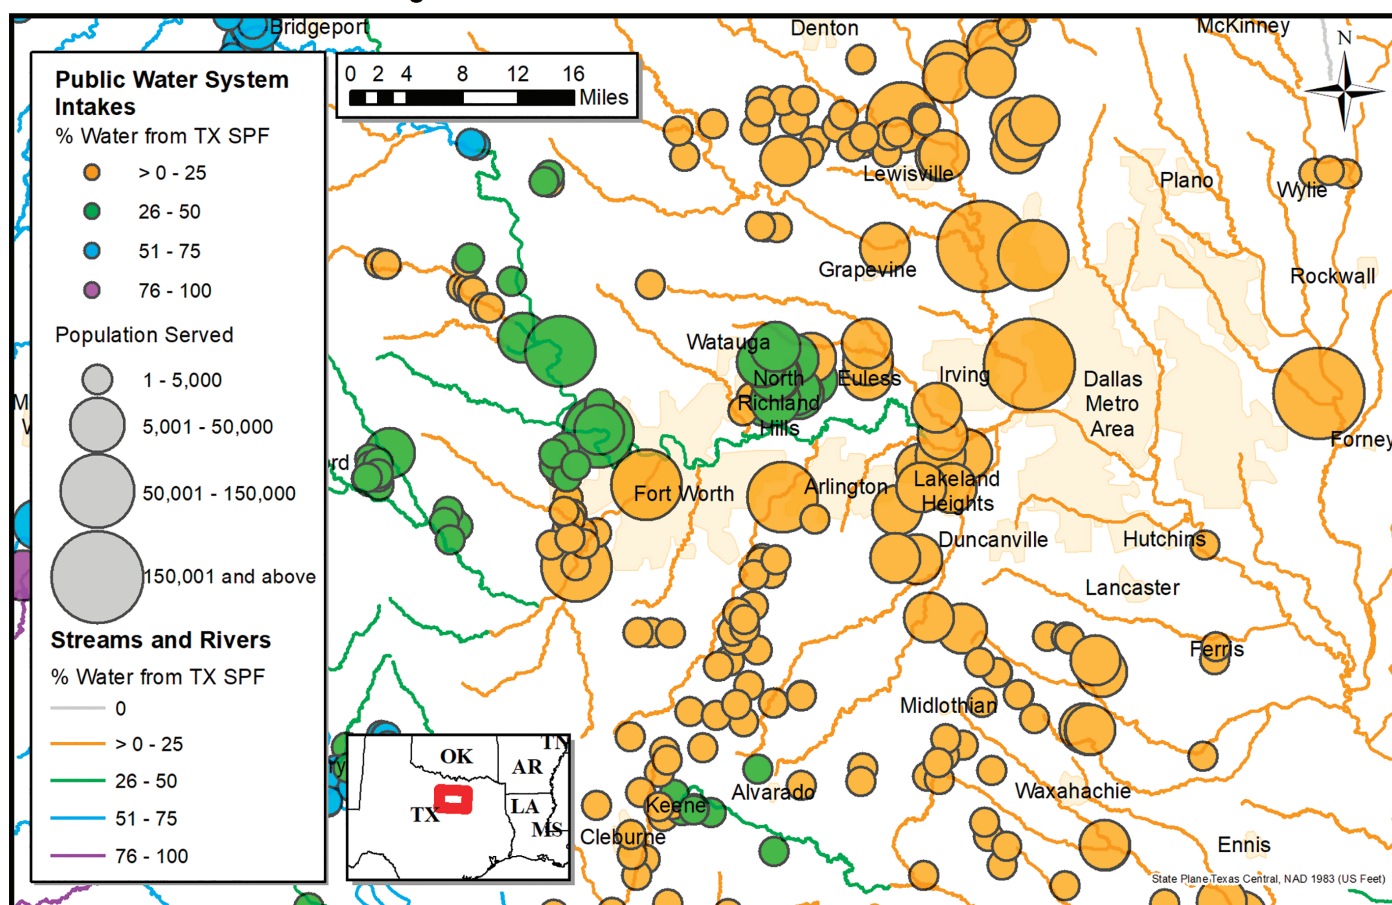 Bridgeport
Denton
McKinney
N
Public Water System
Intakes
% Water from TX SPF
> 0 - 25
26 - 50
51 - 75
76 - 100
Population Served
1 - 5,000
5,001 - 50,000
50,001 - 150,000
150,001 and above
Streams and Rivers
% Water from TX SPF
0
> 0 - 25
26 - 50
51 - 75
76 - 100
0 2 4 8 12 16
Miles
Lewisville
Plano
Wylie
Grapevine
Rockwall
Watauga
North
Richland
Hills
Euless
Irving
Dallas
Metro
Area
Forney
Fort Worth
Arlington
Lakeland
Heights
Duncanville
Hutchins
Lancaster
Ferris
Midlothian
Alvarado
Keene
Cleburne
Waxahachie
Ennis
OK
TN
AR
TX
LA
MS
State Plane Texas Central, NAD 1983 (US Feet)